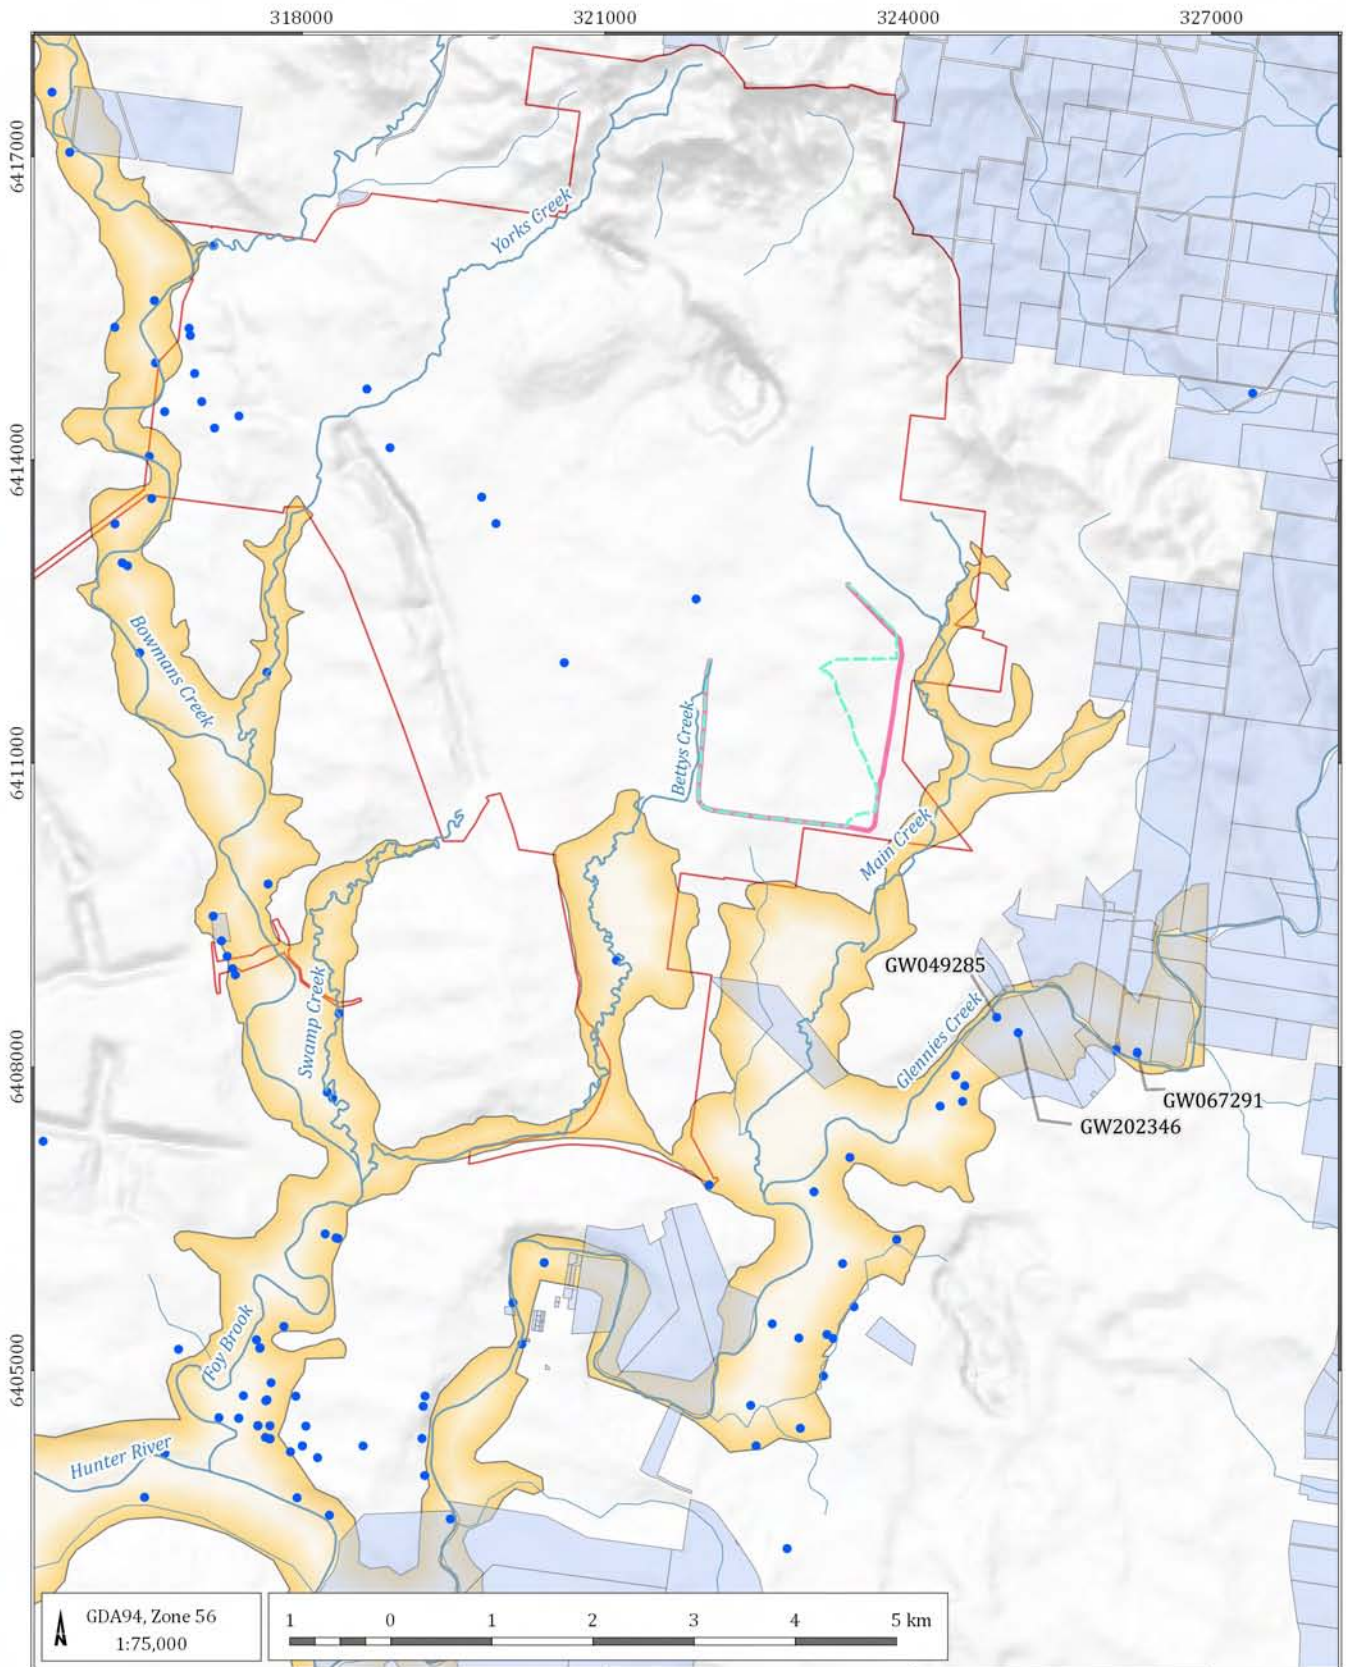 318000 321000 324000 327000
6417000
Yorks Creek
6414000
Bowmans Creek
Bettys Creek
6411000
Main Creek
GW049285
Swamp Creek
Glennies Creek
6408000
GW067291
GW202346
Foy Brook
6405000
Hunter River
GDA94, Zone 56
1:75,000
1 0 1 2 3 4 5 km
N